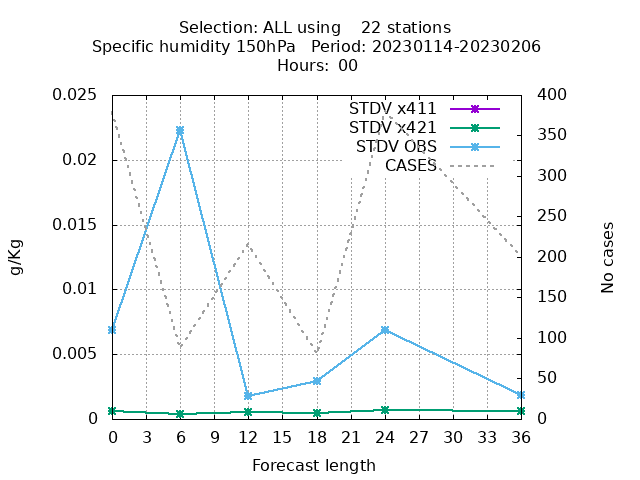 Selection: ALL using    22 stations
Specific humidity 150hPa   Period: 20230114-20230206
Hours:  00
STDV x411
STDV x421
STDV OBS
CASES
0.025
0.02
0.015
0.01
0.005
0
g/Kg
400
350
300
250
200
150
100
50
0
No cases
0 3 6 9 12 15 18 21 24 27 30 33 36
Forecast length